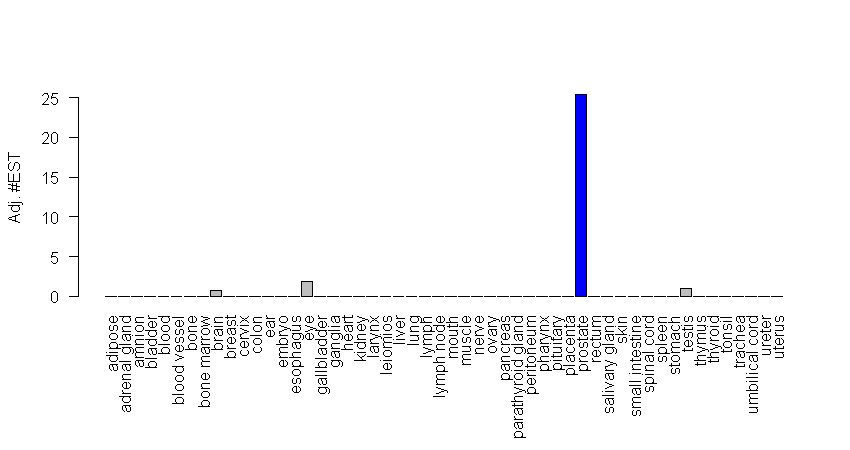 Adj. #EST
25
20
15
10
5
0
adipose
adrenal gland
amnion
bladder
blood
blood vessel
bone
bone marrow
brain
breast
cervix
colon
ear
embryo
esophagus
eye
gallbladder
ganglia
heart
kidney
larynx
leiomios
liver
lung
lymph
lymph node
mouth
muscle
nerve
ovary
pancreas
parathyroid gland
peritoneum
pharynx
pituitary
placenta
prostate
rectum
salivary gland
skin
small intestine
spinal cord
spleen
stomach
testis
thymus
thyroid
tonsil
trachea
umbilical cord
ureter
uterus